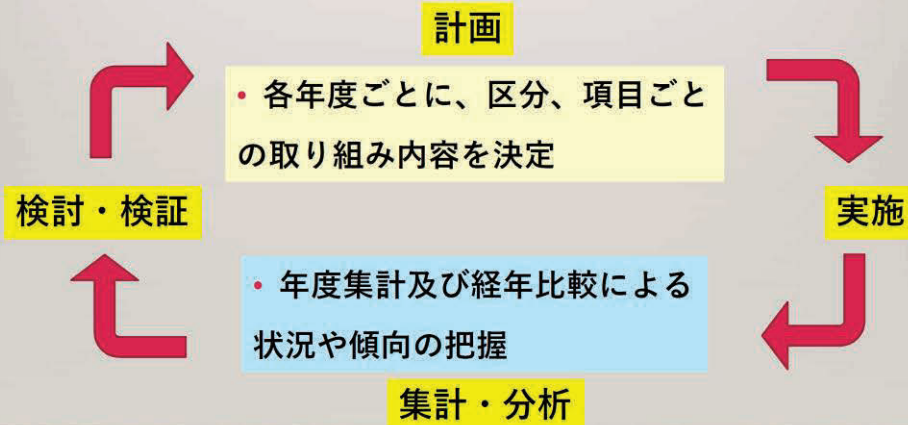 計画
• 各年度ごとに、区分、項目ごと
の取り組み内容を決定
検討・検証
実施
• 年度集計及び経年比較による
状況や傾向の把握
集計・分析